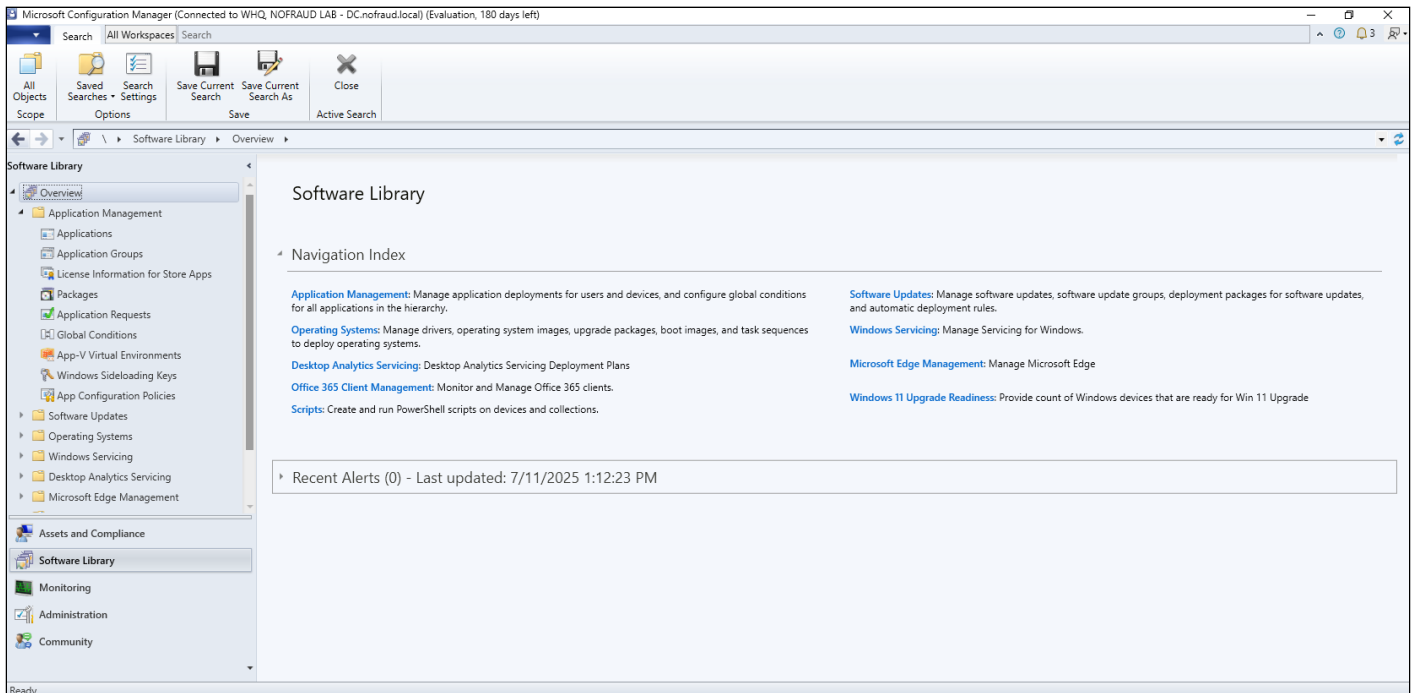 Microsoft Configuration Manager (Connected to WHQ, NOFRAUD LAB - DC.nofraud.local) (Evaluation, 180 days left)
Search All Workspaces Search
3
All Objects
Saved Searches
Search Settings
Save Current Search
Save Current Search As
Close
Scope
Options
Save
Active Search
\ Software Library Overview
Software Library
Overview
Application Management
Applications
Application Groups
License Information for Store Apps
Packages
Application Requests
Global Conditions
App-V Virtual Environments
Windows Sideloading Keys
App Configuration Policies
Software Updates
Operating Systems
Windows Servicing
Desktop Analytics Servicing
Microsoft Edge Management
Assets and Compliance
Software Library
Monitoring
Administration
Community
Software Library
Navigation Index
Application Management: Manage application deployments for users and devices, and configure global conditions
for all applications in the hierarchy.
Operating Systems: Manage drivers, operating system images, upgrade packages, boot images, and task sequences
to deploy operating systems.
Desktop Analytics Servicing: Desktop Analytics Servicing Deployment Plans
Office 365 Client Management: Monitor and Manage Office 365 clients.
Scripts: Create and run PowerShell scripts on devices and collections.
Software Updates: Manage software updates, software update groups, deployment packages for software updates,
and automatic deployment rules.
Windows Servicing: Manage Servicing for Windows.
Microsoft Edge Management: Manage Microsoft Edge
Windows 11 Upgrade Readiness: Provide count of Windows devices that are ready for Win 11 Upgrade
Recent Alerts (0) - Last updated: 7/11/2025 1:12:23 PM
Ready